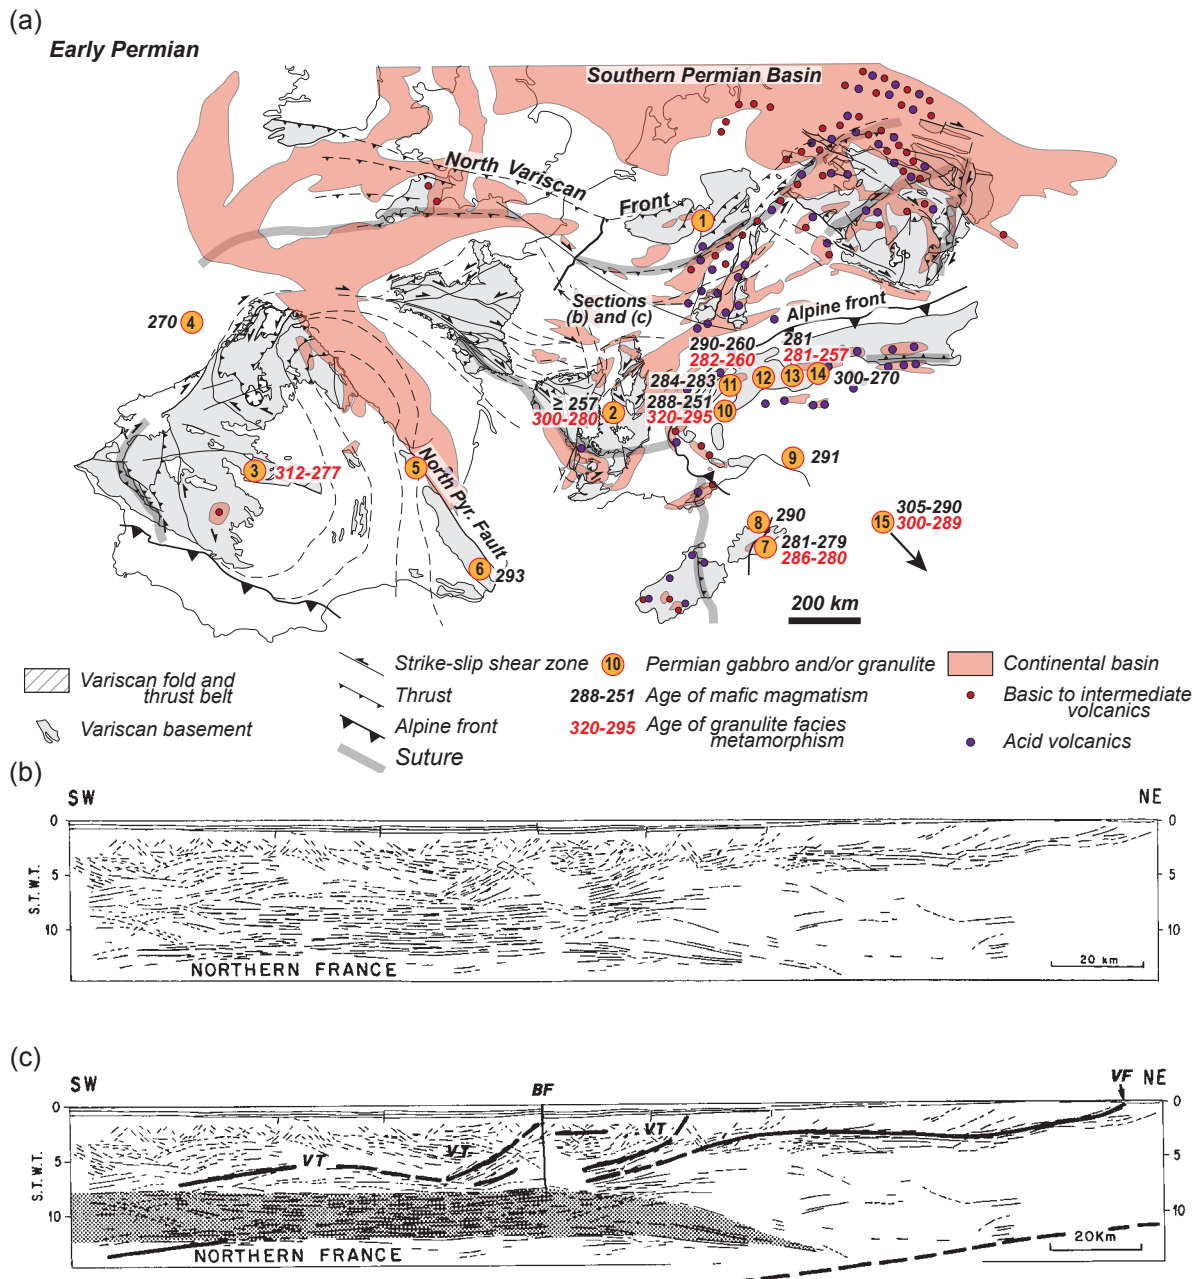 (a)
Early Permian
Southern Permian Basin
North Variscan
Front
1
Sections
(b) and (c)
Alpine front
270 4
290-260
282-260
281
281-257
284-283 11 12 13 14 300-270
≥ 257
300-280 2
288-251
320-295 10
3 312-277
5
North Pyr. Fault
9 291
8 290
7 281-279
286-280
305-290
15 300-289
6 293
200 km
Variscan fold and
thrust belt
Variscan basement
Strike-slip shear zone
Thrust
Alpine front
Suture
10 Permian gabbro and/or granulite
288-251 Age of mafic magmatism
320-295 Age of granulite facies
metamorphism
Continental basin
Basic to intermediate
volcanics
Acid volcanics
(b)
SW NE
0 0
5 5
10 10
S.T.W.T.
NORTHERN FRANCE
20 km
(c)
SW BF VF NE
0 0
VT VT VT
5 5
10 10
S.T.W.T.
NORTHERN FRANCE
20Km